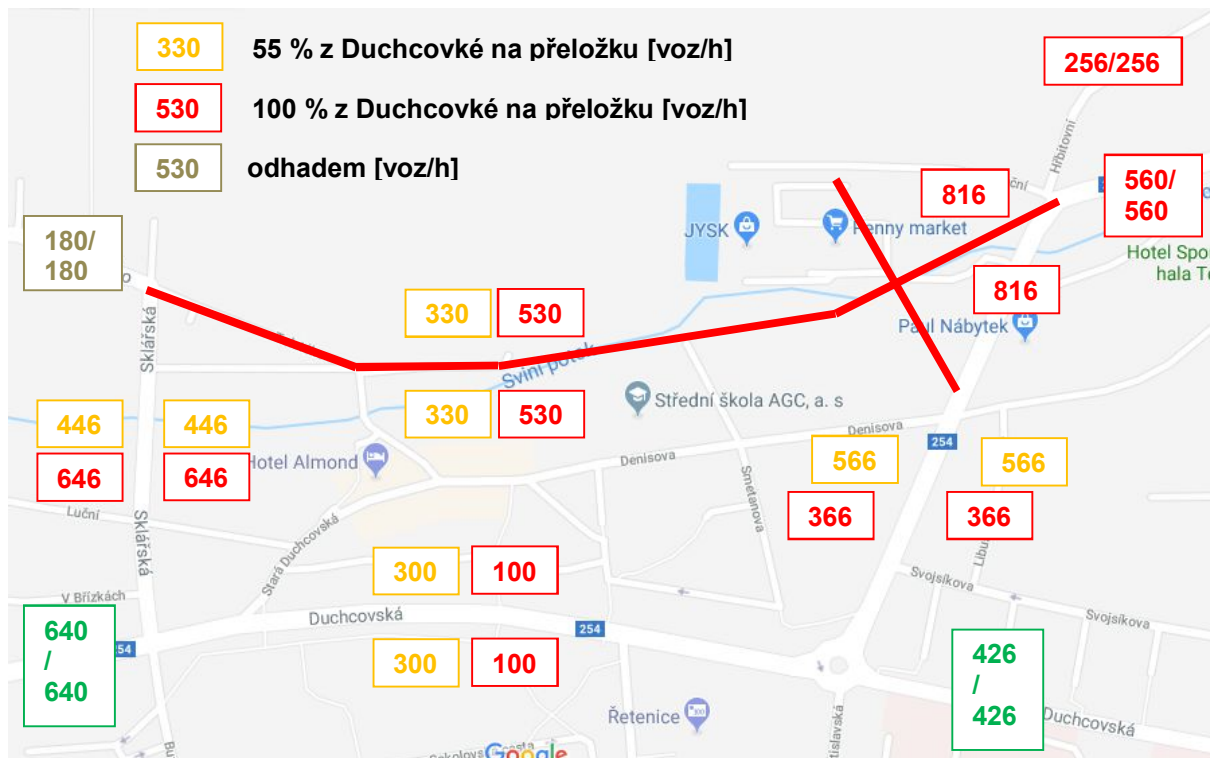 330 55 % z Duchcovké na přeložku [voz/h]
530 100 % z Duchcovké na přeložku [voz/h]
530 odhadem [voz/h]
256/256
Hřbitovní
560/
560
816
JYSK
Penny market
Hotel Spo
hala Te
180/
180
816
Paul Nábytek
330 530
Sklářská
Sviní potok
330 530
Střední škola AGC, a. s
446 446
Denisova
254
Hotel Almond
Denisova
566 566
646 646
Smetanova
366 366
Luční
Sklářská
Stará Duchcovská
300 100
Libu
Svojsíkova
V Břízkách
Svojsíkova
Duchcovská
254
640
/
640
254
300 100
426
/
426
Duchcovská
Řetenice
tislavská
Google